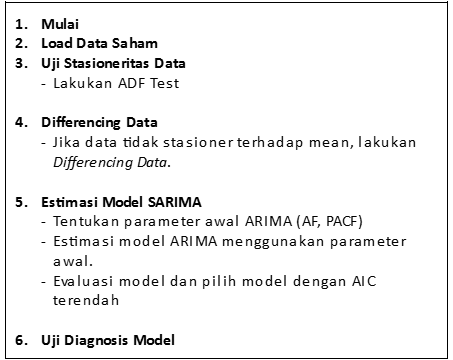 1. Mulai
2. Load Data Saham
3. Uji Stasioneritas Data
- Lakukan ADF Test
4. Differencing Data
- Jika data tidak stasioner terhadap mean, lakukan
Differencing Data.
5. Estimasi Model SARIMA
- Tentukan parameter awal ARIMA (AF, PACF)
- Estimasi model ARIMA menggunakan parameter
awal.
- Evaluasi model dan pilih model dengan AIC
terendah
6. Uji Diagnosis Model